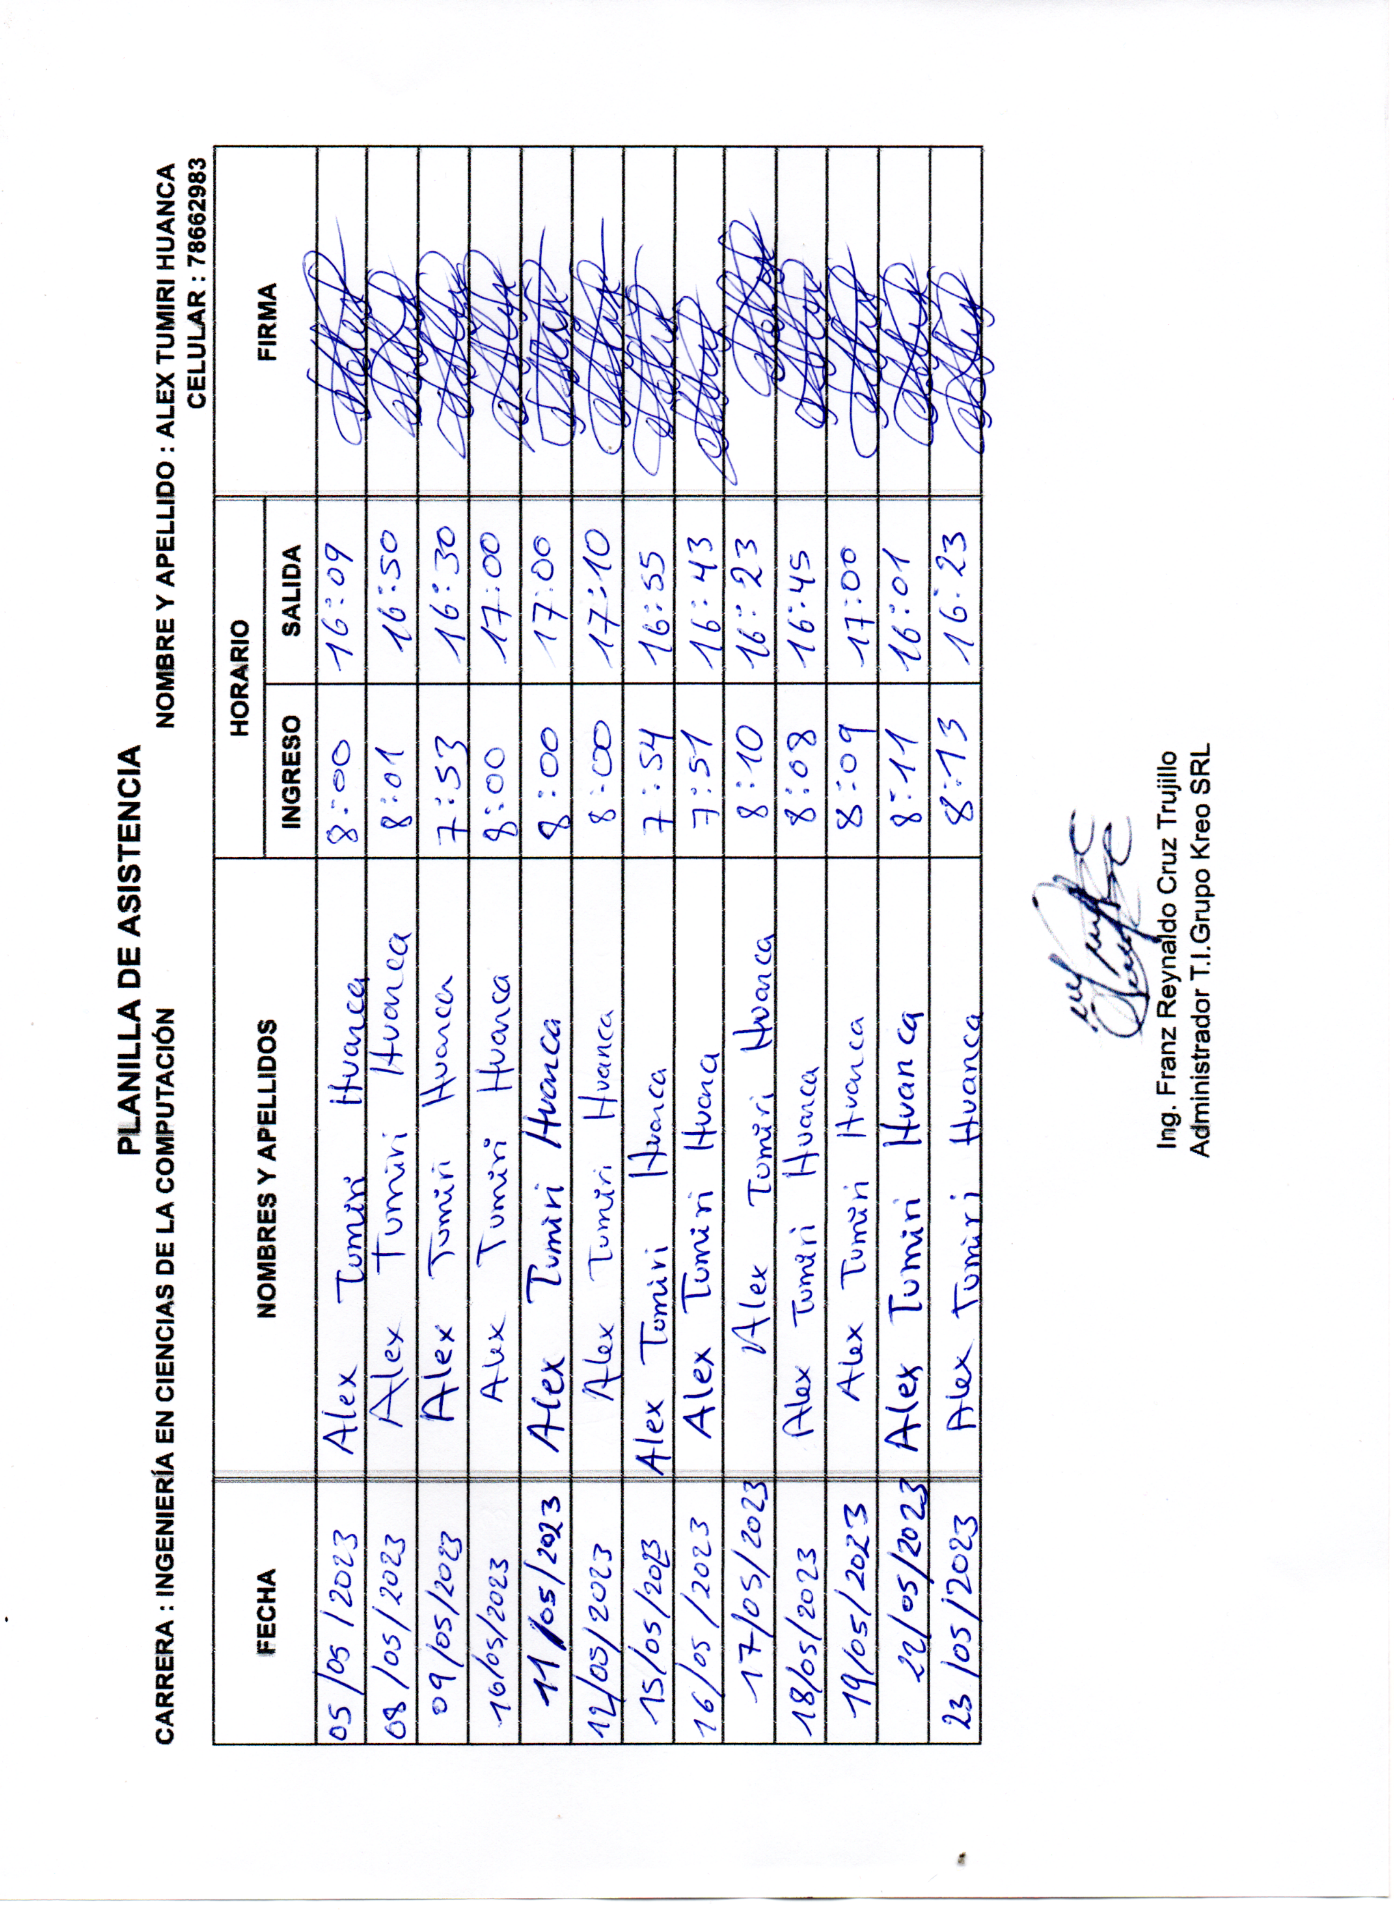 PLANILLA DE ASISTENCIA
CARRERA : INGENIERÍA EN CIENCIAS DE LA COMPUTACIÓN NOMBRE Y APELLIDO : ALEX TUMIRI HUANCA
CELULAR : 78662983
FECHA NOMBRES Y APELLIDOS HORARIO FIRMA
INGRESO SALIDA
05/05/2023 Alex Tumiri Huanca 8:00 16:09
08/05/2023 Alex Tumiri Huanca 8:01 16:50
09/05/2023 Alex Tumiri Huanca 7:53 16:30
10/05/2023 Alex Tumiri Huanca 8:00 17:00
11/05/2023 Alex Tumiri Huanca 8:00 17:00
12/05/2023 Alex Tumiri Huanca 8:00 17:10
15/05/2023 Alex Tumiri Huanca 7:54 16:55
16/05/2023 Alex Tumiri Huana 7:51 16:43
17/05/2023 Alex Tumiri Huanca 8:10 16:23
18/05/2023 Alex Tumiri Huanca 8:08 16:45
19/05/2023 Alex Tumiri Huanca 8:09 17:00
22/05/2023 Alex Tumiri Huanca 8:11 16:01
23/05/2023 Alex Tumiri Huanca 8:13 16:23
Ing. Franz Reynaldo Cruz Trujillo
Administrador T.I.Grupo Kreo SRL